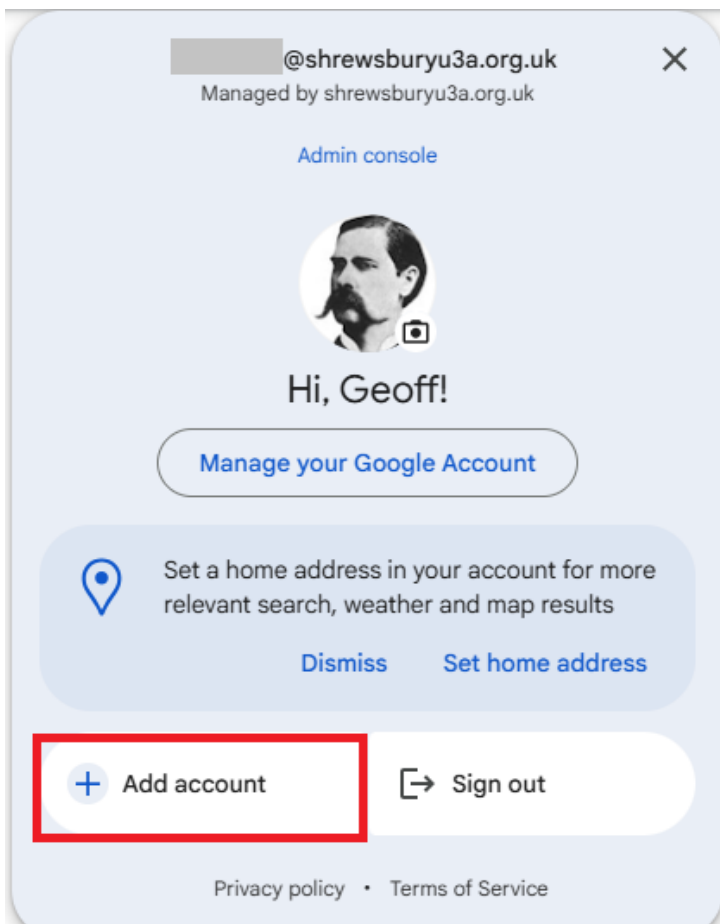 @shrewsburyu3a.org.uk
Managed by shrewsburyu3a.org.uk
Admin console
Hi, Geoff!
Manage your Google Account
Set a home address in your account for more
relevant search, weather and map results
Dismiss Set home address
Add account Sign out
Privacy policy • Terms of Service